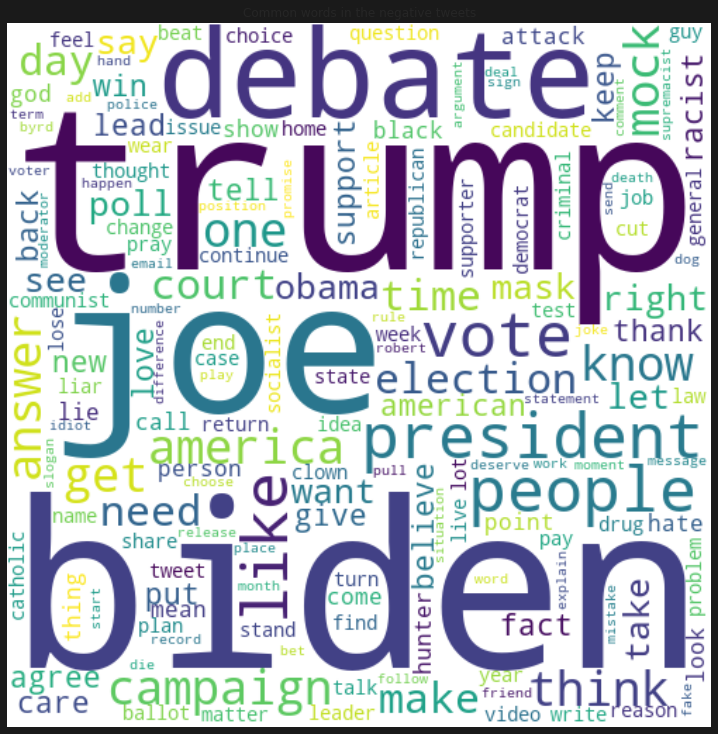 Common words in the negative tweets
feel say beat choice question attack guy
day hand win debate deal sign keep mock
god add police argument comment supremacist racist
term byrd lead issue show home black candidate
voter wear trump
happen thought tell promise support article republican supporter democrat criminal death send job general
back moderator poll position one cut
change pray continue dog
see email court obama time mask right
communist number rule test joke thank
answer lose love difference joe end socialist week vote know
new case robert
liar play state election let law
lie idiot call return idea american statement
slogan america president
get person clown pull deserve work moment message
choose want people
name need like give believe live lot point drug hate
catholic share release place situation pay problem
thing start tweet month biden turn word explain mistake
put mean come hunter fact take look
plan record stand find
die bet
agree campaign talk follow year think fake
care make friend reason
ballot matter leader video write